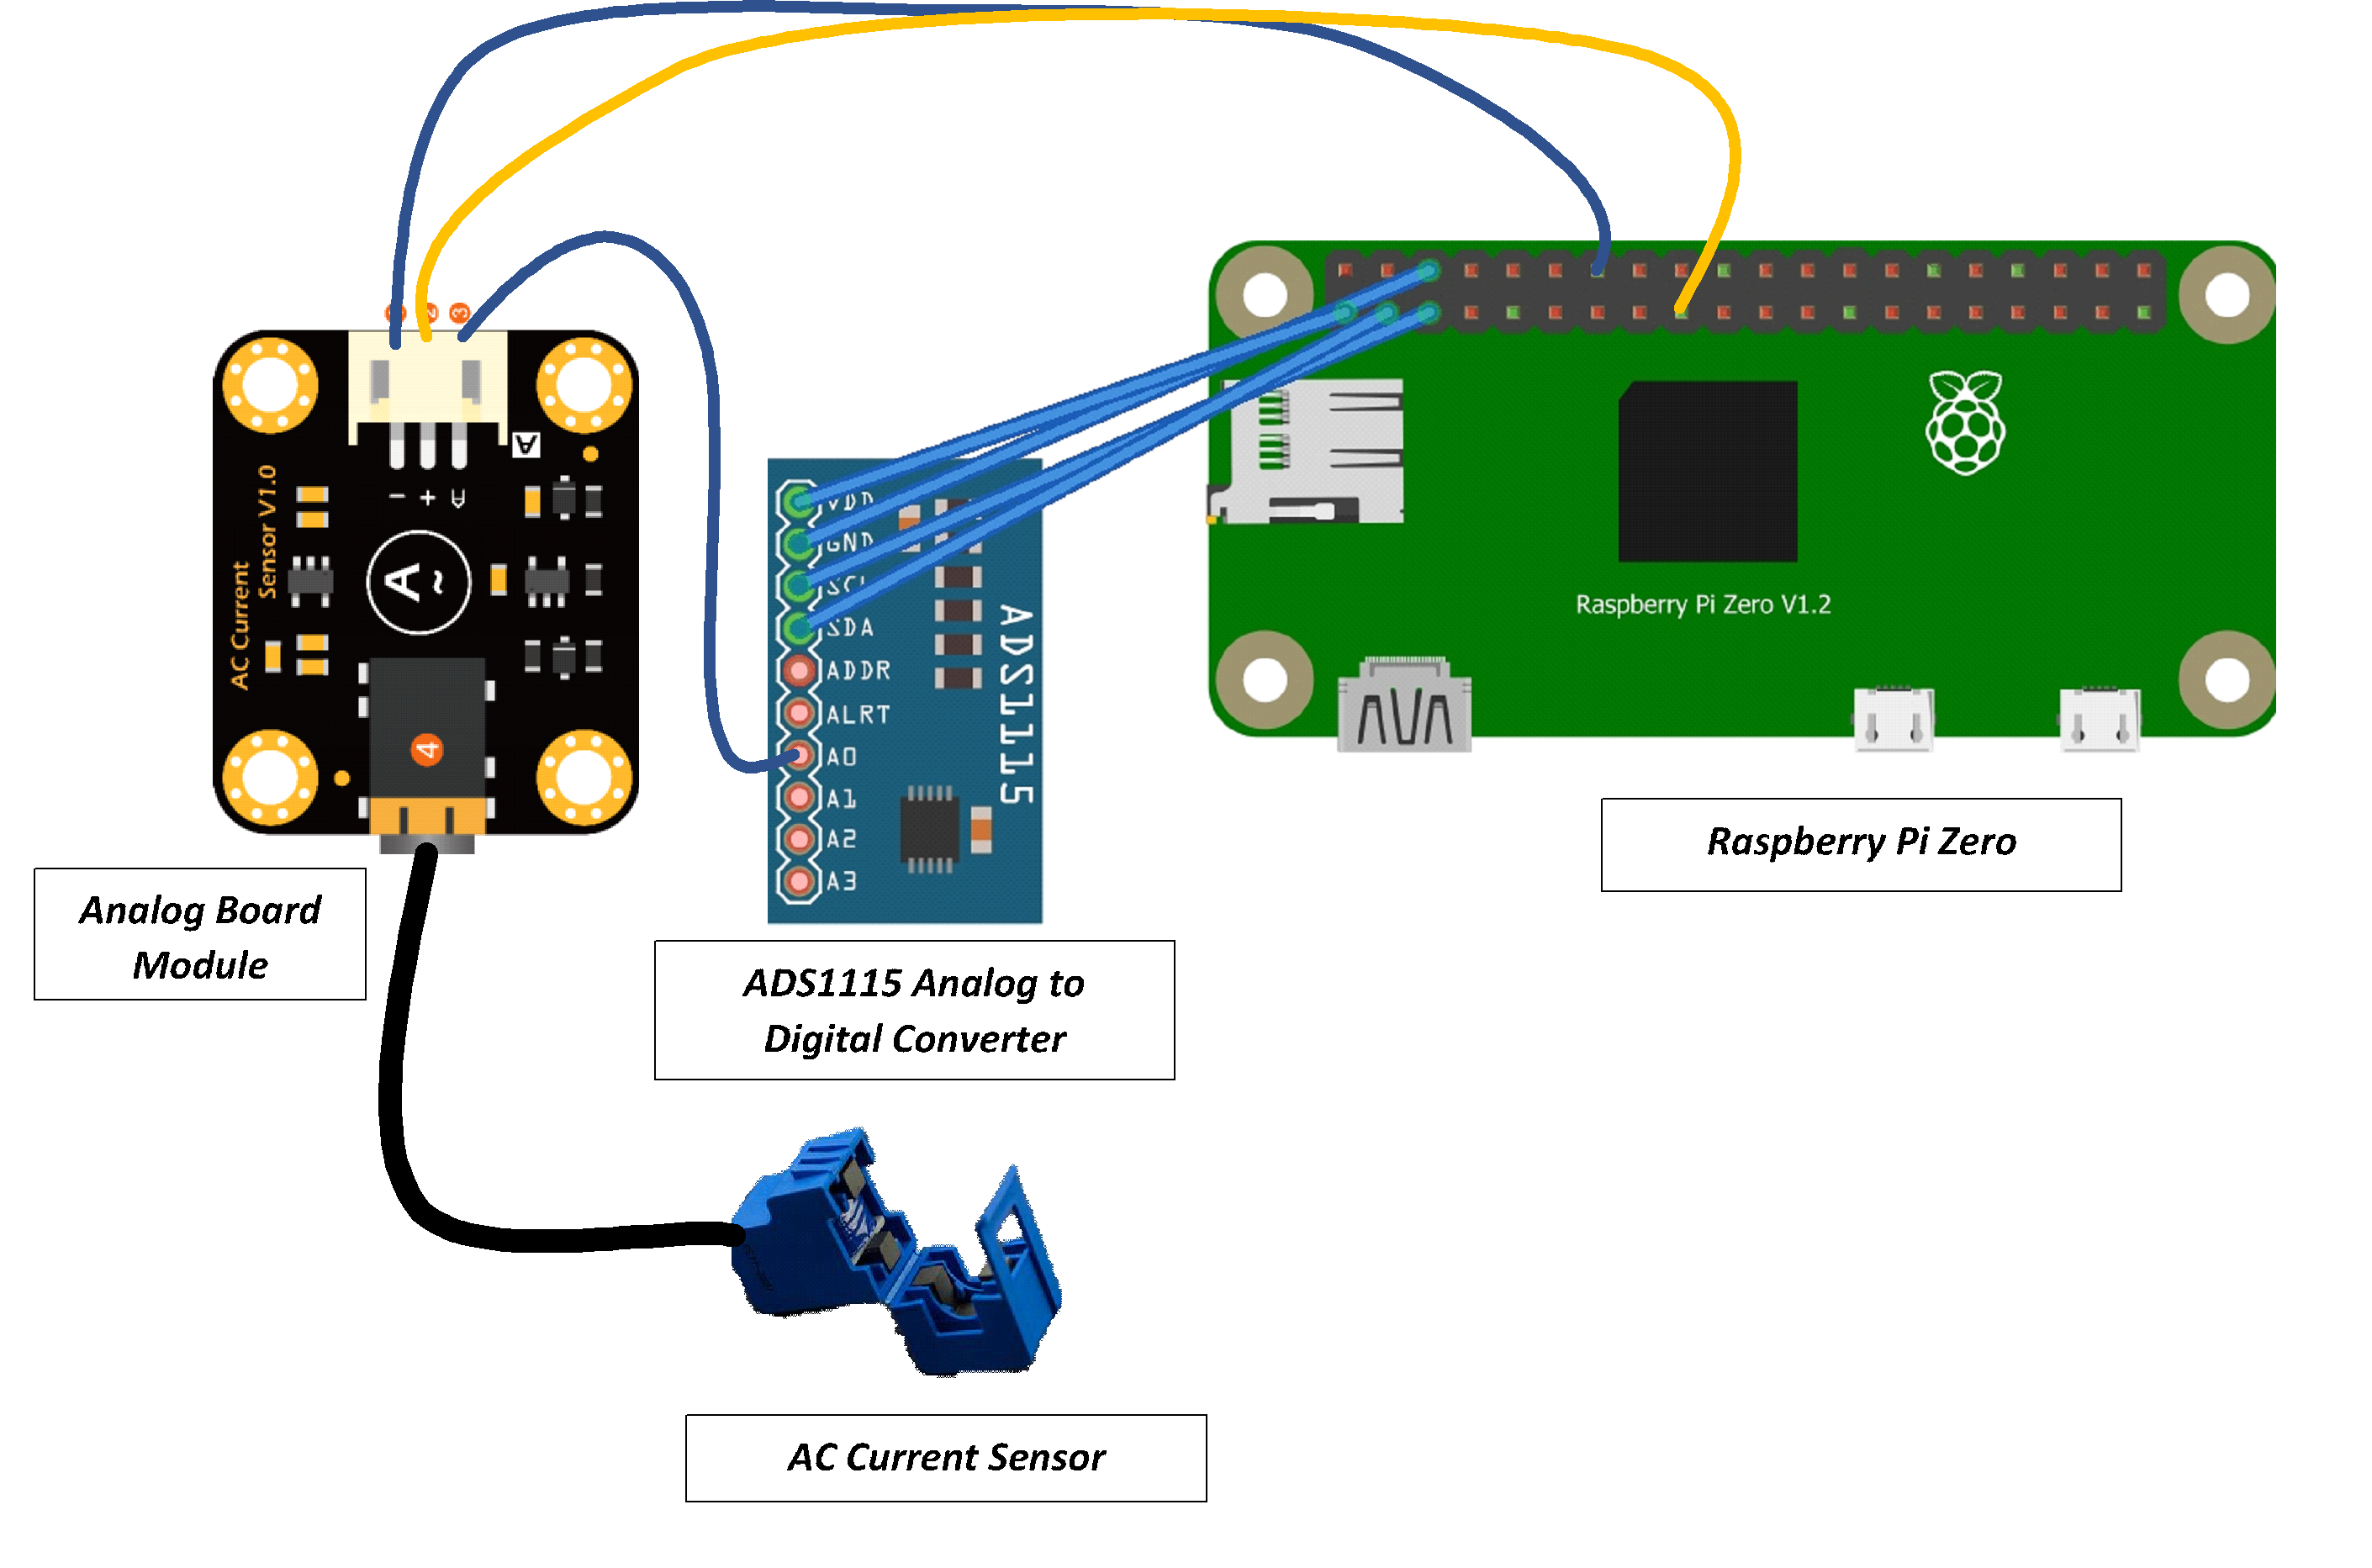 2
3
A
- + A
AC Current
Sensor V1.0
A
~
4
VDD
GND
SCL
SDA
ADDR
ALRT
A0
A1
A2
A3
ADS1115
Raspberry Pi Zero V1.2
Raspberry Pi Zero
Analog Board
Module
ADS1115 Analog to
Digital Converter
AC Current Sensor